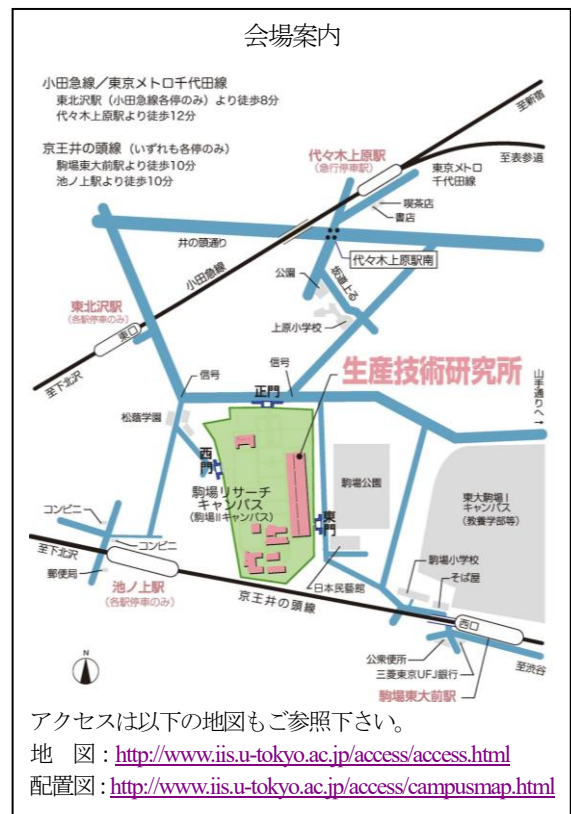 会場案内
小田急線／東京メトロ千代田線
東北沢駅（小田急線各停のみ）より徒歩8分
代々木上原駅より徒歩12分
京王井の頭線（いずれも各停のみ）
駒場東大前駅より徒歩10分
池ノ上駅より徒歩10分
至新宿
代々木上原駅
（急行停車駅）
東京メトロ
千代田線
至表参道
喫茶店
書店
井の頭通り
代々木上原駅南
小田急線
公園
坂道上る
上原小学校
東北沢駅
（各駅停車のみ）
東口
至下北沢
信号
信号
生産技術研究所
正門
山手通りへ→
松蔭学園
西門
駒場リサーチ
キャンパス
（駒場Ⅱキャンパス）
駒場公園
東大駒場Ⅰ
キャンパス
（教養学部等）
東門
コンビニ
コンビニ
至下北沢
郵便局
池ノ上駅
（各駅停車のみ）
京王井の頭線
日本民藝館
駒場小学校
そば屋
西口
公衆便所
三菱東京UFJ銀行
至渋谷
駒場東大前駅
N
アクセスは以下の地図もご参照下さい。
地　図：http://www.iis.u-tokyo.ac.jp/access/access.html
配置図：http://www.iis.u-tokyo.ac.jp/access/campusmap.html